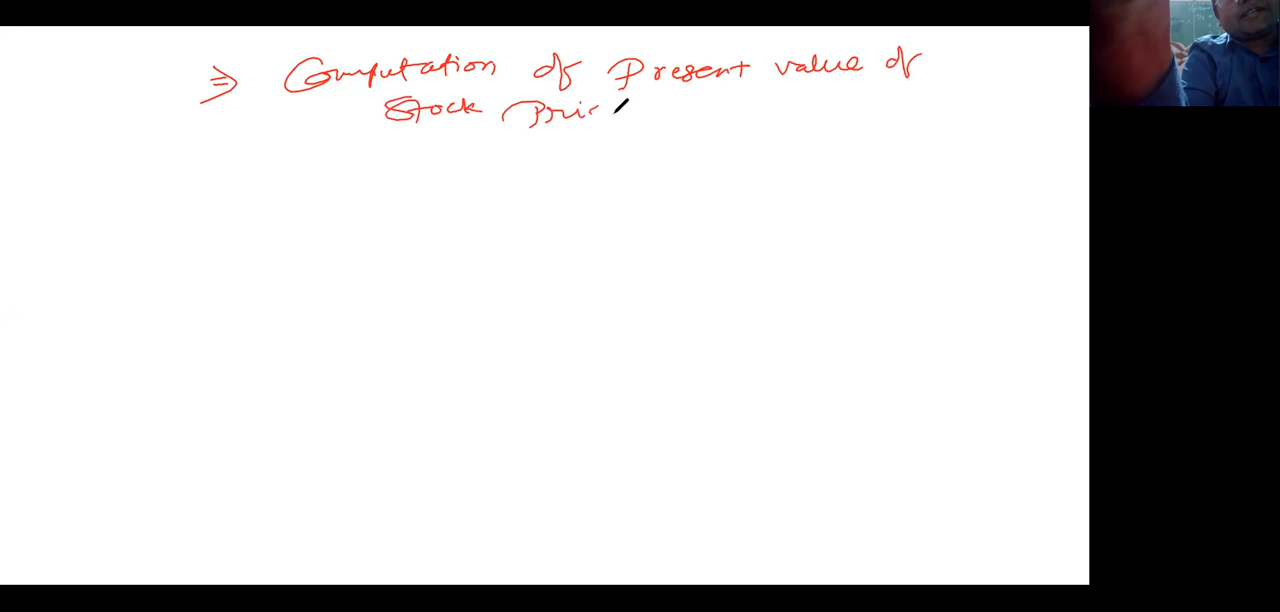 ⇒ Computation of Present value of
Stock Pric